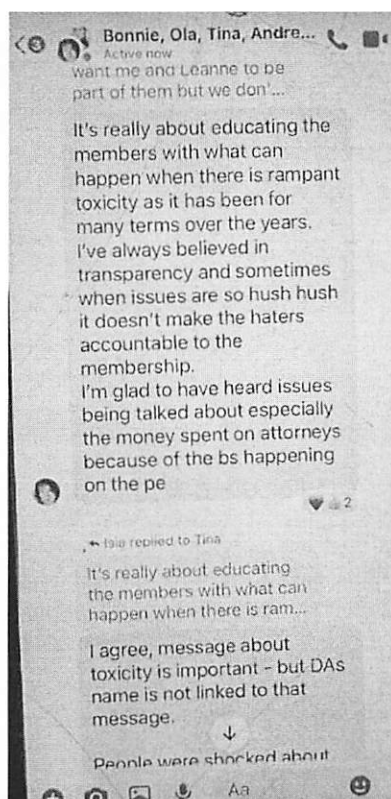 3
Bonnie, Ola, Tina, Andre...
Active now
want me and Leanne to be
part of them but we don'...
It's really about educating the
members with what can
happen when there is rampant
toxicity as it has been for
many terms over the years.
I've always believed in
transparency and sometimes
when issues are so hush hush
it doesn't make the haters
accountable to the
membership.
I'm glad to have heard issues
being talked about especially
the money spent on attorneys
because of the bs happening
on the pe
2
replied to Tina
It's really about educating
the members with what can
happen when there is ram...
I agree, message about
toxicity is important - but DAs
name is not linked to that
message.
People were shocked about
Aa